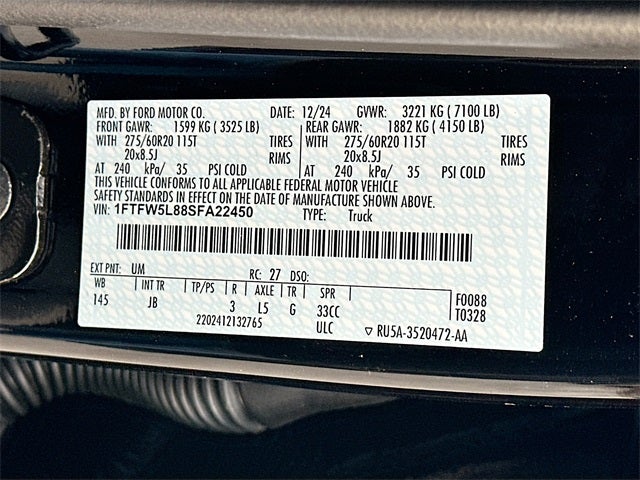 MFD. BY FORD MOTOR CO. DATE: 12/24 GVWR: 3221 KG ( 7100 LB)
FRONT GAWR: 1599 KG ( 3525 LB) REAR GAWR: 1882 KG ( 4150 LB)
WITH 275/60R20 115T TIRES WITH 275/60R20 115T TIRES
20x8.5J RIMS 20x8.5J RIMS
AT 240 kPa/ 35 PSI COLD AT 240 kPa/ 35 PSI COLD
THIS VEHICLE CONFORMS TO ALL APPLICABLE FEDERAL MOTOR VEHICLE
SAFETY STANDARDS IN EFFECT ON THE DATE OF MANUFACTURE SHOWN ABOVE.
VIN: 1FTFW5L88SFA22450 TYPE: Truck
EXT PNT: UM RC: 27 DSO:
WB INT TR TP/PS R AXLE TR SPR F0088
145 JB 3 L5 G 33CC T0328
2202412132765 ULC ▽ RU5A-3520472-AA